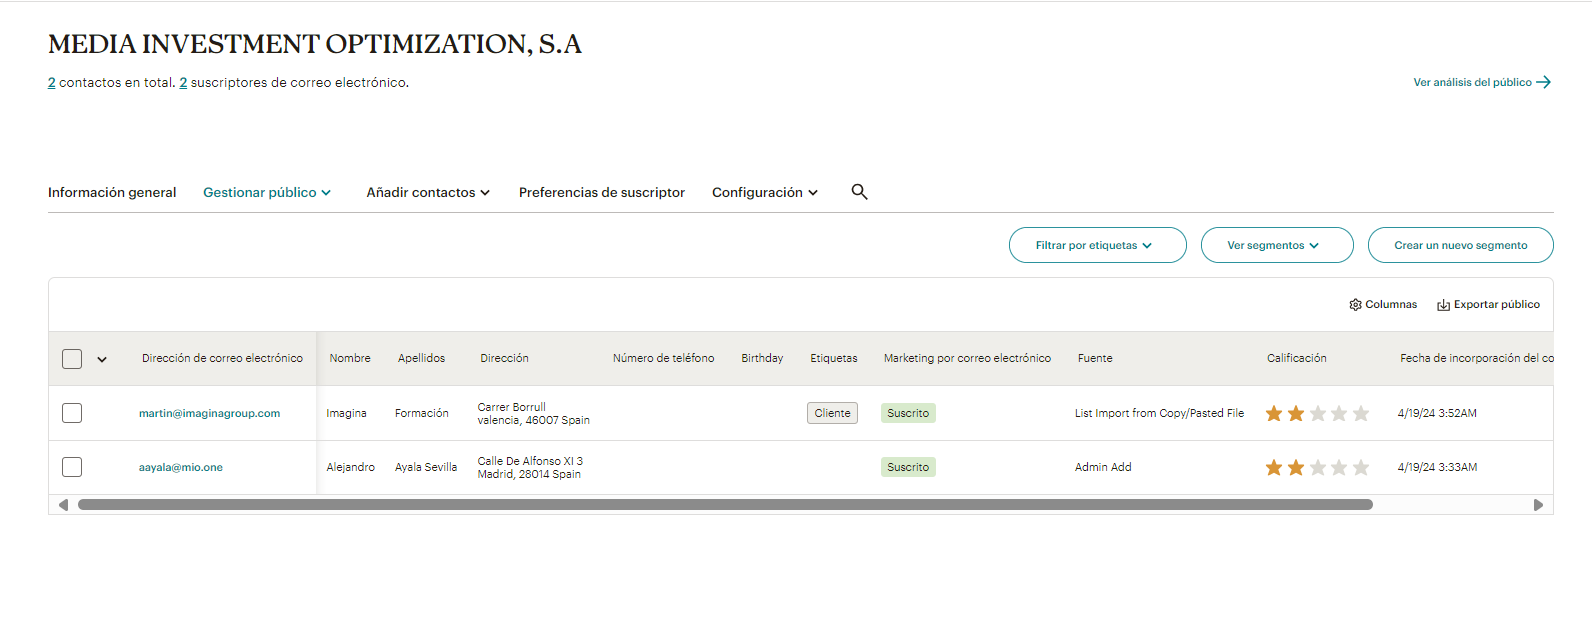 MEDIA INVESTMENT OPTIMIZATION, S.A
2 contactos en total. 2 suscriptores de correo electrónico.
Ver análisis del público
Información general Gestionar público Añadir contactos Preferencias de suscriptor Configuración
Filtrar por etiquetas Ver segmentos Crear un nuevo segmento
Columnas Exportar público
Dirección de correo electrónico Nombre Apellidos Dirección Número de teléfono Birthday Etiquetas Marketing por correo electrónico Fuente Calificación Fecha de incorporación del co
martin@imaginagroup.com Imagina Formación Carrer Borrull
valencia, 46007 Spain Cliente Suscrito List Import from Copy/Pasted File 4/19/24 3:52AM
aayala@mio.one Alejandro Ayala Sevilla Calle De Alfonso XI 3
Madrid, 28014 Spain Suscrito Admin Add 4/19/24 3:33AM